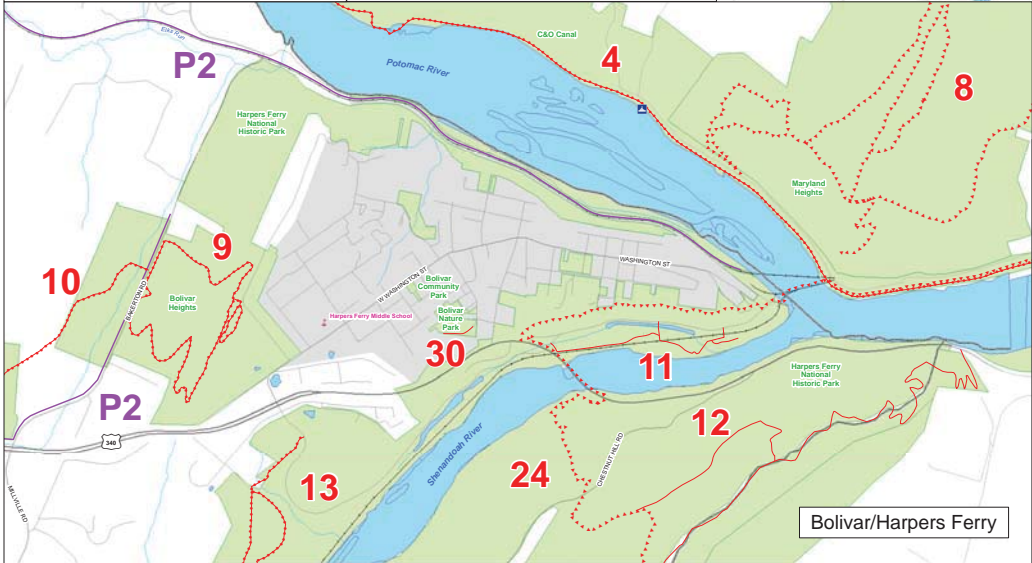 C&O Canal
Elks Run
P2
Potomac River
4
8
Harpers Ferry
National
Historic Park
Maryland
Heights
9
10
BAKERTON RD
Bolivar
Heights
WASHINGTON ST
W WASHINGTON ST
Bolivar
Community
Park
Harpers Ferry Middle School
Bolivar
Nature
Park
30
11
Harpers Ferry
National
Historic Park
P2
12
340
CHESTNUT HILL RD
Shenandoah River
24
13
MILLVILLE RD
Bolivar/Harpers Ferry